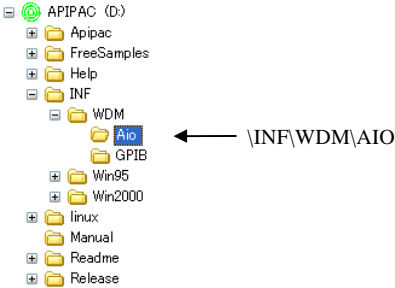 APIPAC (D:)
Apipac
FreeSamples
Help
INF
WDM
Aio
\INF\WDM\AIO
GPIB
Win95
Win2000
linux
Manual
Readme
Release